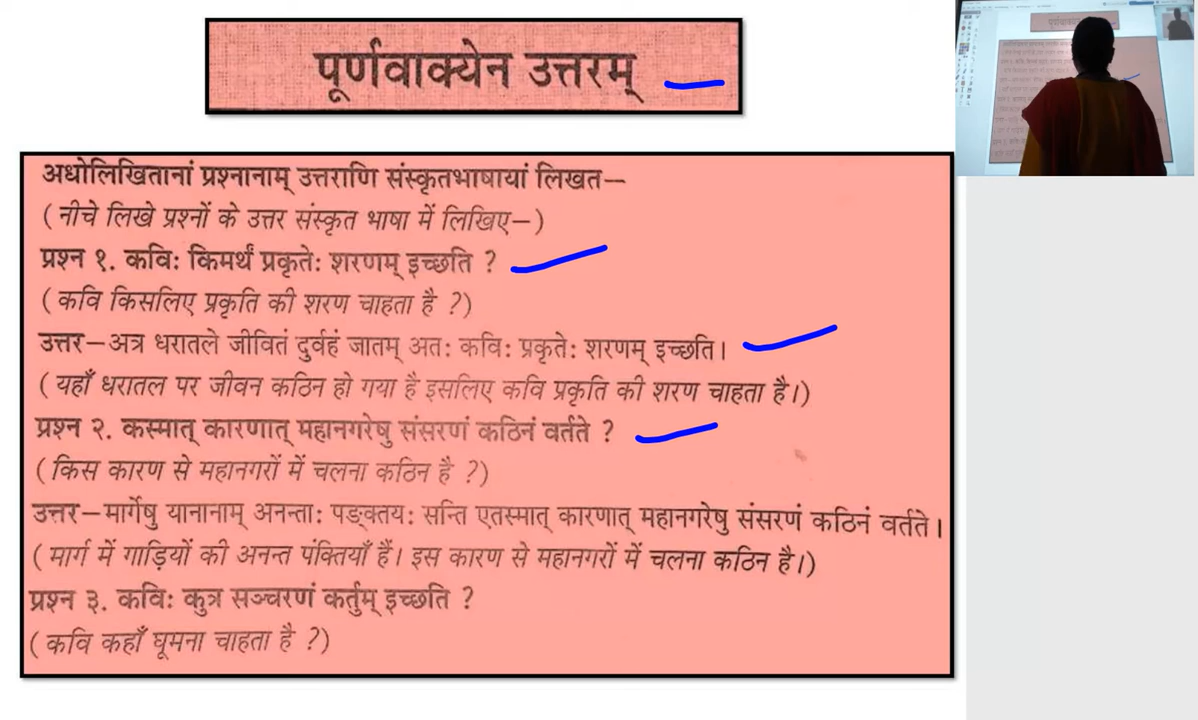 पूर्णवाक्येन उत्तरम्
अधोलिखितानां प्रश्नानाम् उत्तराणि संस्कृतभाषायां लिखत–
(नीचे लिखे प्रश्नों के उत्तर संस्कृत भाषा में लिखिए–)
प्रश्न १. कविः किमर्थं प्रकृतेः शरणम् इच्छति ?
(कवि किसलिए प्रकृति की शरण चाहता है ?)
उत्तर–अत्र धरातले जीवितं दुर्वहं जातम् अतः कविः प्रकृतेः शरणम् इच्छति।
(यहाँ धरातल पर जीवन कठिन हो गया है इसलिए कवि प्रकृति की शरण चाहता है।)
प्रश्न २. कस्मात् कारणात् महानगरेषु संसरणं कठिनं वर्तते ?
(किस कारण से महानगरों में चलना कठिन है ?)
उत्तर–मार्गेषु यानानाम् अनन्ताः पङ्क्तयः सन्ति एतस्मात् कारणात् महानगरेषु संसरणं कठिनं वर्तते।
(मार्ग में गाड़ियों की अनन्त पंक्तियाँ हैं। इस कारण से महानगरों में चलना कठिन है।)
प्रश्न ३. कविः कुत्र सञ्चरणं कर्तुम् इच्छति ?
(कवि कहाँ घूमना चाहता है ?)